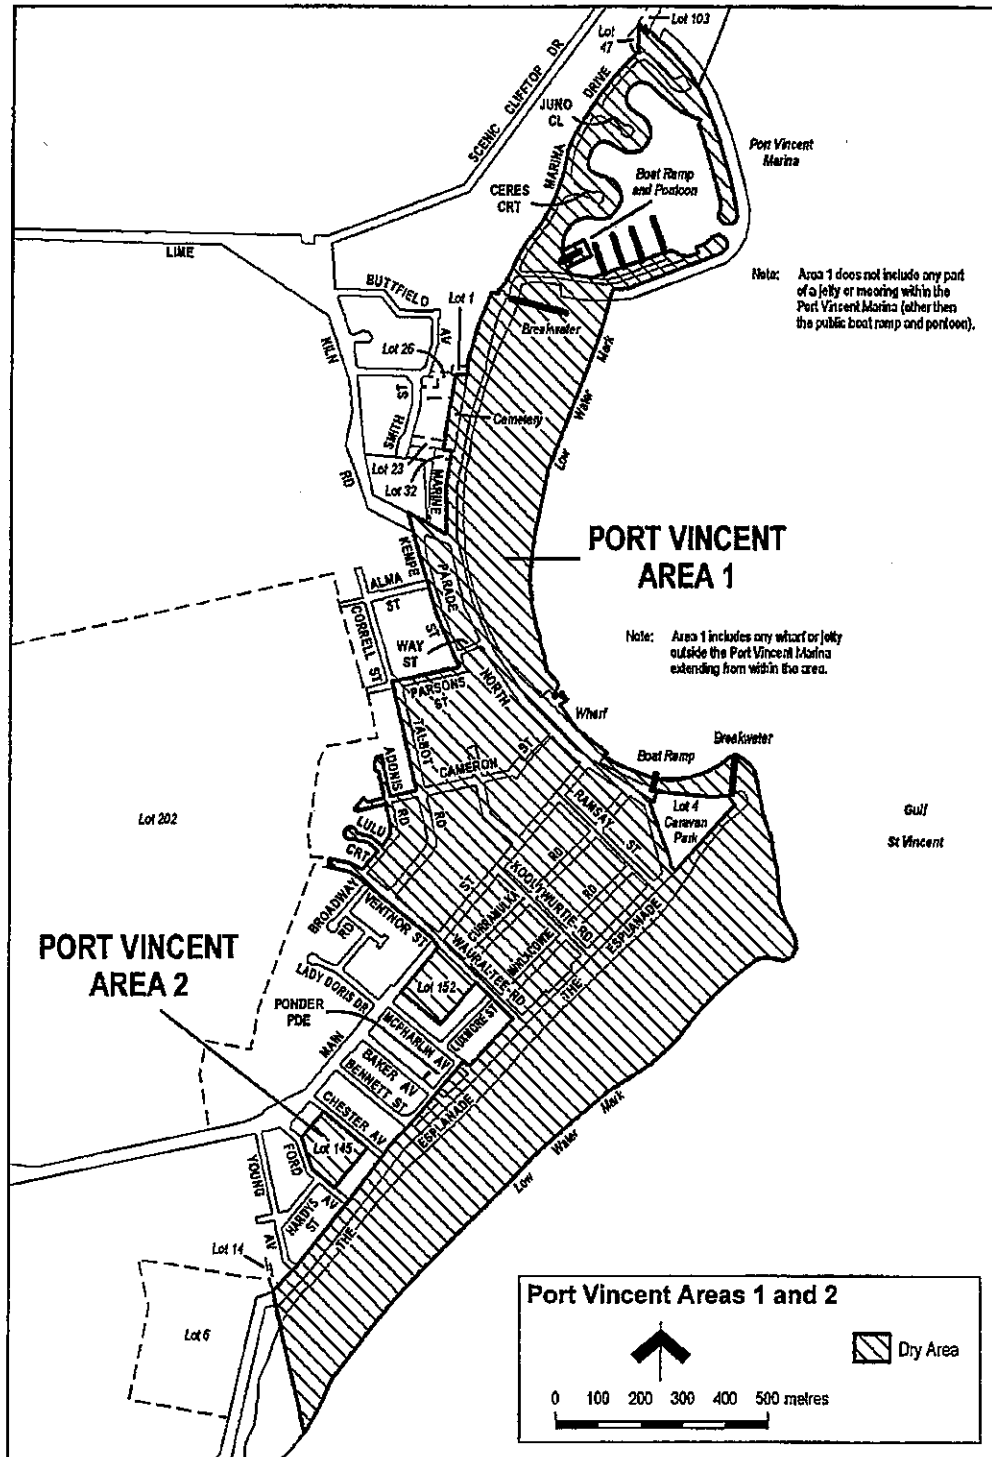 Lot 103
Lot
47
SCENIC CLIFFTOP DR
MARINA DRIVE
JUNO
CL
Port Vincent
Marina
Boat Ramp
and Pontoon
CERES
CRT
LIME
KILN
RD
Note: Area 1 does not include any part
of a jetty or mooring within the
Port Vincent Marina (other then
the public boat ramp and pontoon).
BUTTFIELD
AV
Lot 1
Breakwater
Lot 26
Low Water Mark
SMITH ST
Cemetery
Lot 23
Lot 32
MARINE
PARADE
PORT VINCENT
AREA 1
KEMPE
ST
ALMA
ST
CORRELL ST
WAY
ST
Note: Area 1 includes any wharf or jetty
outside the Port Vincent Marina
extending from within the area.
PARSONS
ST
NORTH
Wharf
TALBOT
RD
Breakwater
Boat Ramp
ADONIS
RD
CAMERON
ST
Lot 202
RAMSAY
ST
Lot 4
Caravan
Park
Gulf
St Vincent
LULU
CRT
ST
RD
KOOLYWURTIE RD
RD
BROADWAY
RD
VENTNOR ST
CURRAMULKA
WAURALTEE RD
MINLACOWIE
THE ESPLANADE
PORT VINCENT
AREA 2
LADY DORIS DR
Lot 152
PONDER
PDE
MCPHARLIN AV
LUXMORE ST
MAIN
BAKER AV
BENNETT ST
THE ESPLANADE
Low Water Mark
CHESTER AV
Lot 145
FORD
AV
YOUNG
AV
HARDYS
ST
Lot 14
Lot 6
Port Vincent Areas 1 and 2
Dry Area
0 100 200 300 400 500 metres